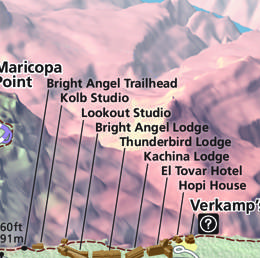 Maricopa
Point
Bright Angel Trailhead
Kolb Studio
Lookout Studio
Bright Angel Lodge
Thunderbird Lodge
Kachina Lodge
El Tovar Hotel
Hopi House
Verkamp's
?
60ft
91m